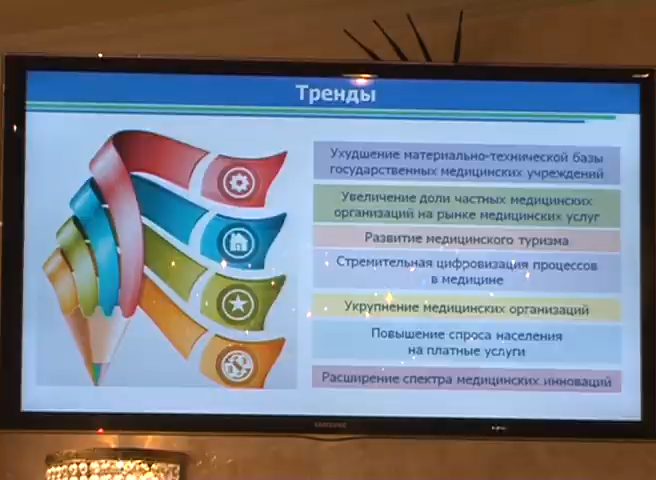 Тренды
Ухудшение материально-технической базы
государственных медицинских учреждений
Увеличение доли частных медицинских
организаций на рынке медицинских услуг
Развитие медицинского туризма
Стремительная цифровизация процессов
в медицине
Укрупнение медицинских организаций
Повышение спроса населения
на платные услуги
Расширение спектра медицинских инноваций
SAMSUNG